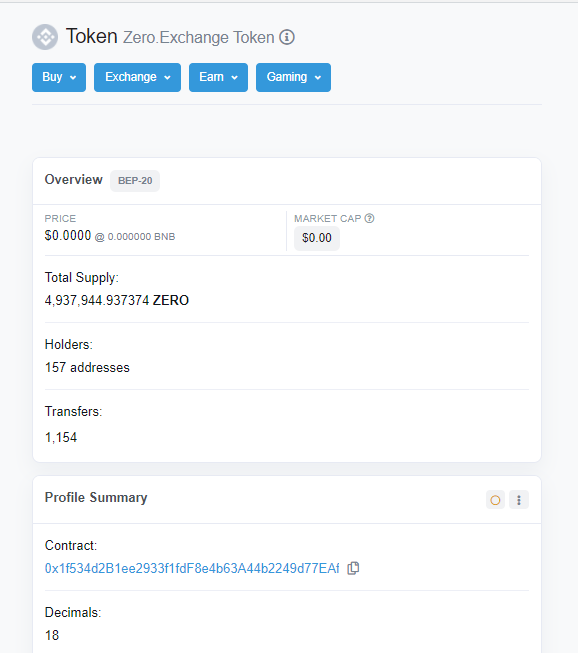 Token Zero.Exchange Token
Buy Exchange Earn Gaming
Overview BEP-20
PRICE
$0.0000 @ 0.000000 BNB
MARKET CAP
$0.00
Total Supply:
4,937,944.937374 ZERO
Holders:
157 addresses
Transfers:
1,154
Profile Summary
Contract:
0x1f534d2B1ee2933f1fdF8e4b63A44b2249d77EAf
Decimals:
18